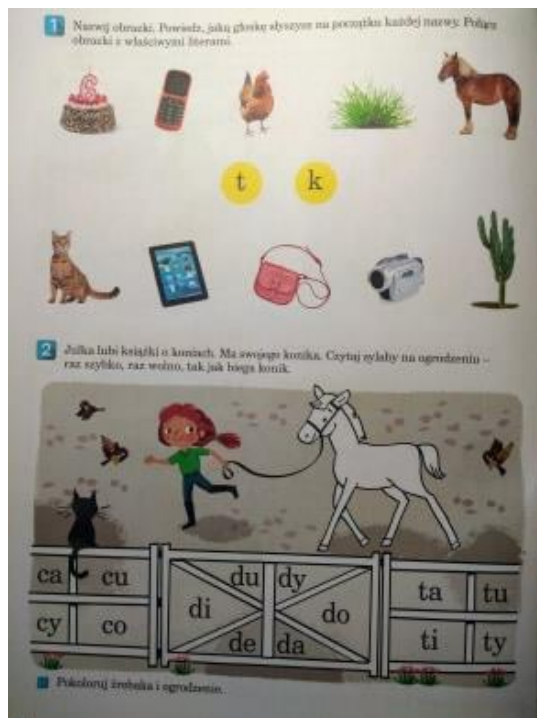 1 Nazwij obrazki. Powiedz, jaką głoskę słyszysz na początku każdej nazwy. Połącz
obrazki z właściwymi literami.
6
t k
2 Julka lubi książki o koniach. Ma swojego konika. Czytaj sylaby na ogrodzeniu –
raz szybko, raz wolno, tak jak biega konik.
ca cu du dy ta tu
di do
cy co de da ti ty
Pokoloruj źrebaka i ogrodzenie.